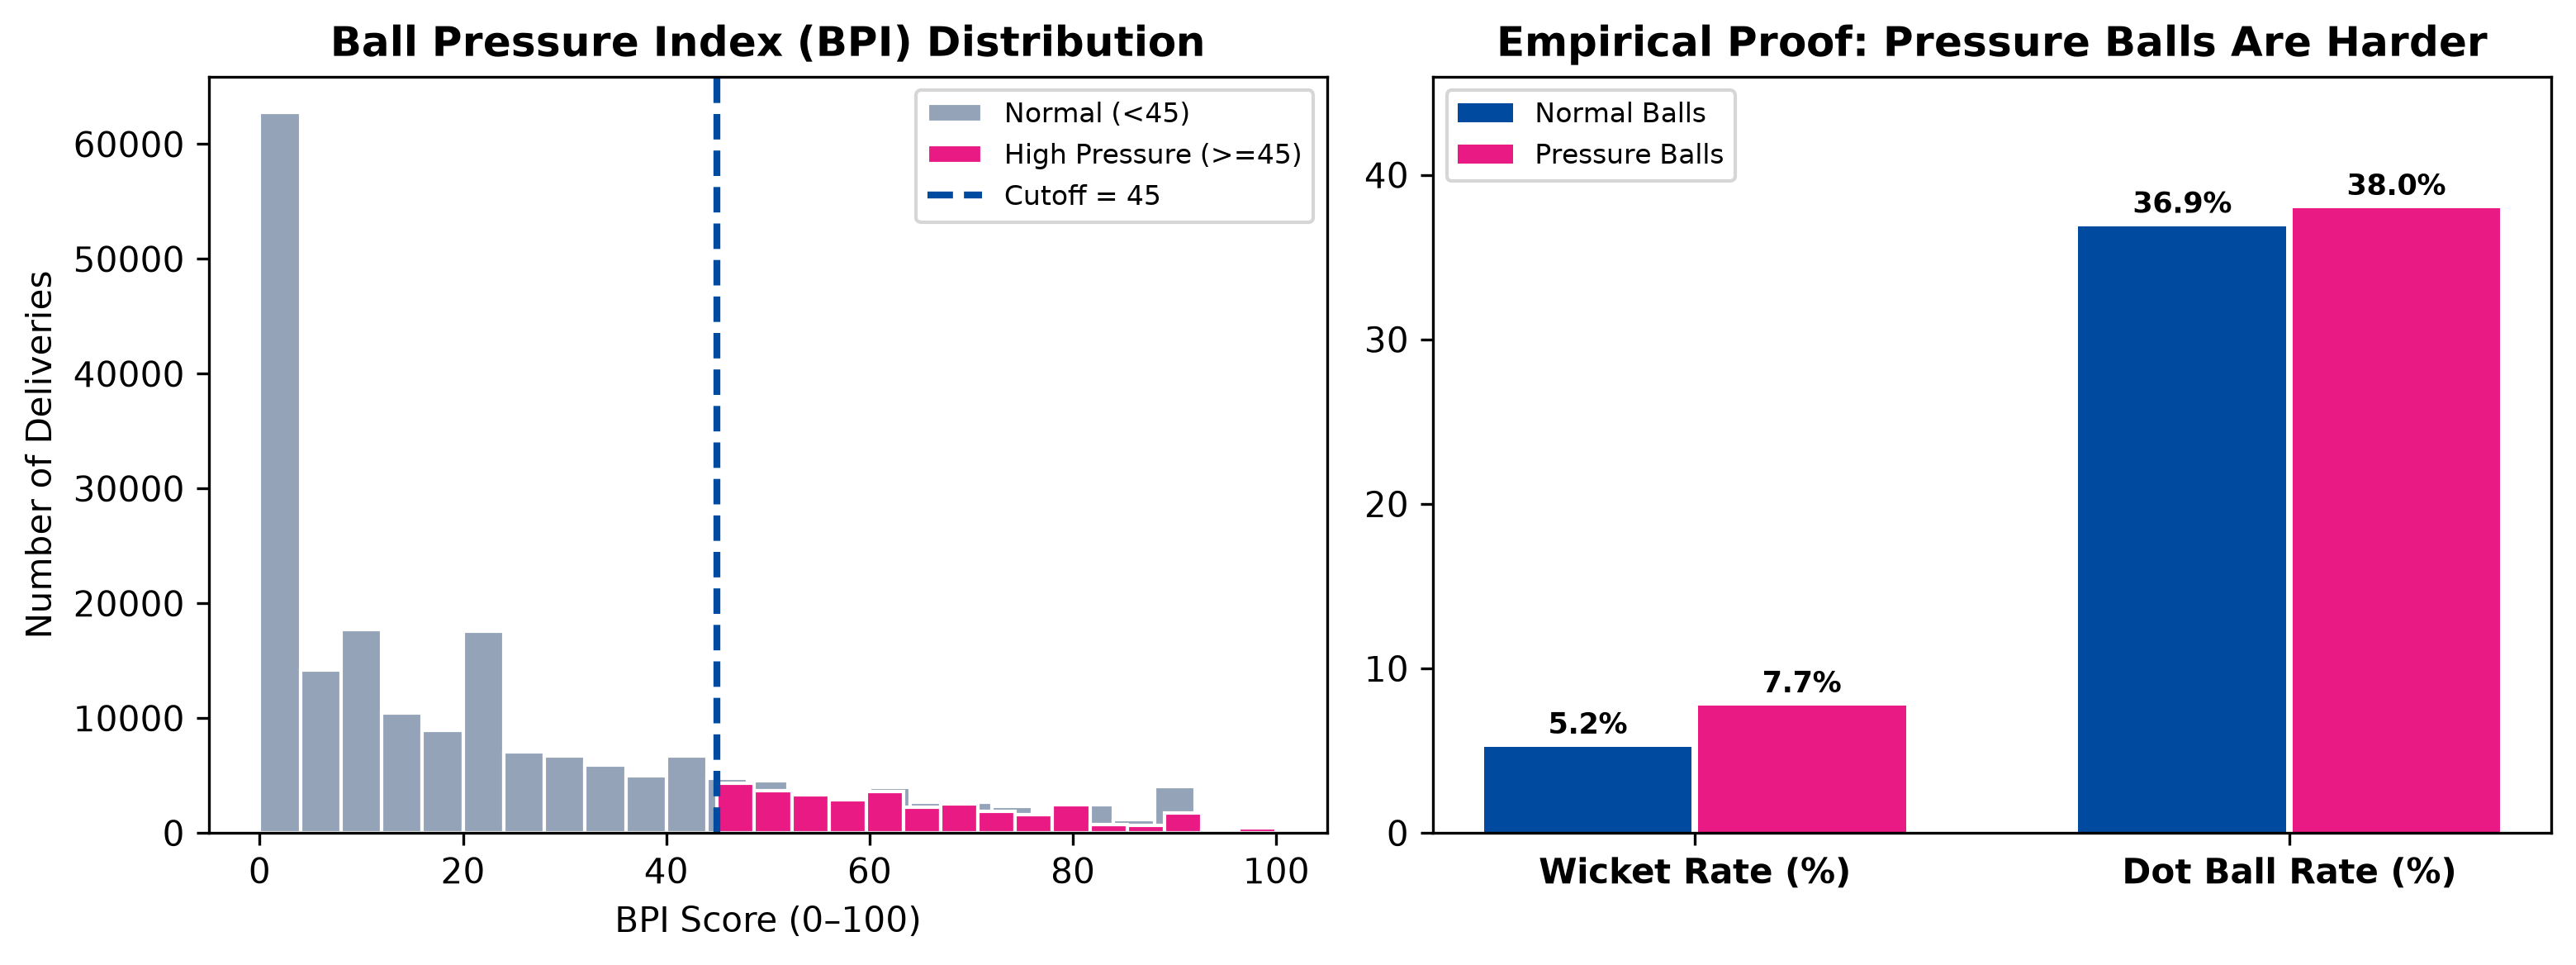 Ball Pressure Index (BPI) Distribution
Number of Deliveries
60000
50000
40000
30000
20000
10000
0
Normal (<45)
High Pressure (>=45)
Cutoff = 45
0 20 40 60 80 100
BPI Score (0–100)
Empirical Proof: Pressure Balls Are Harder
Normal Balls
Pressure Balls
40
30
20
10
0
5.2%
7.7%
36.9%
38.0%
Wicket Rate (%)
Dot Ball Rate (%)